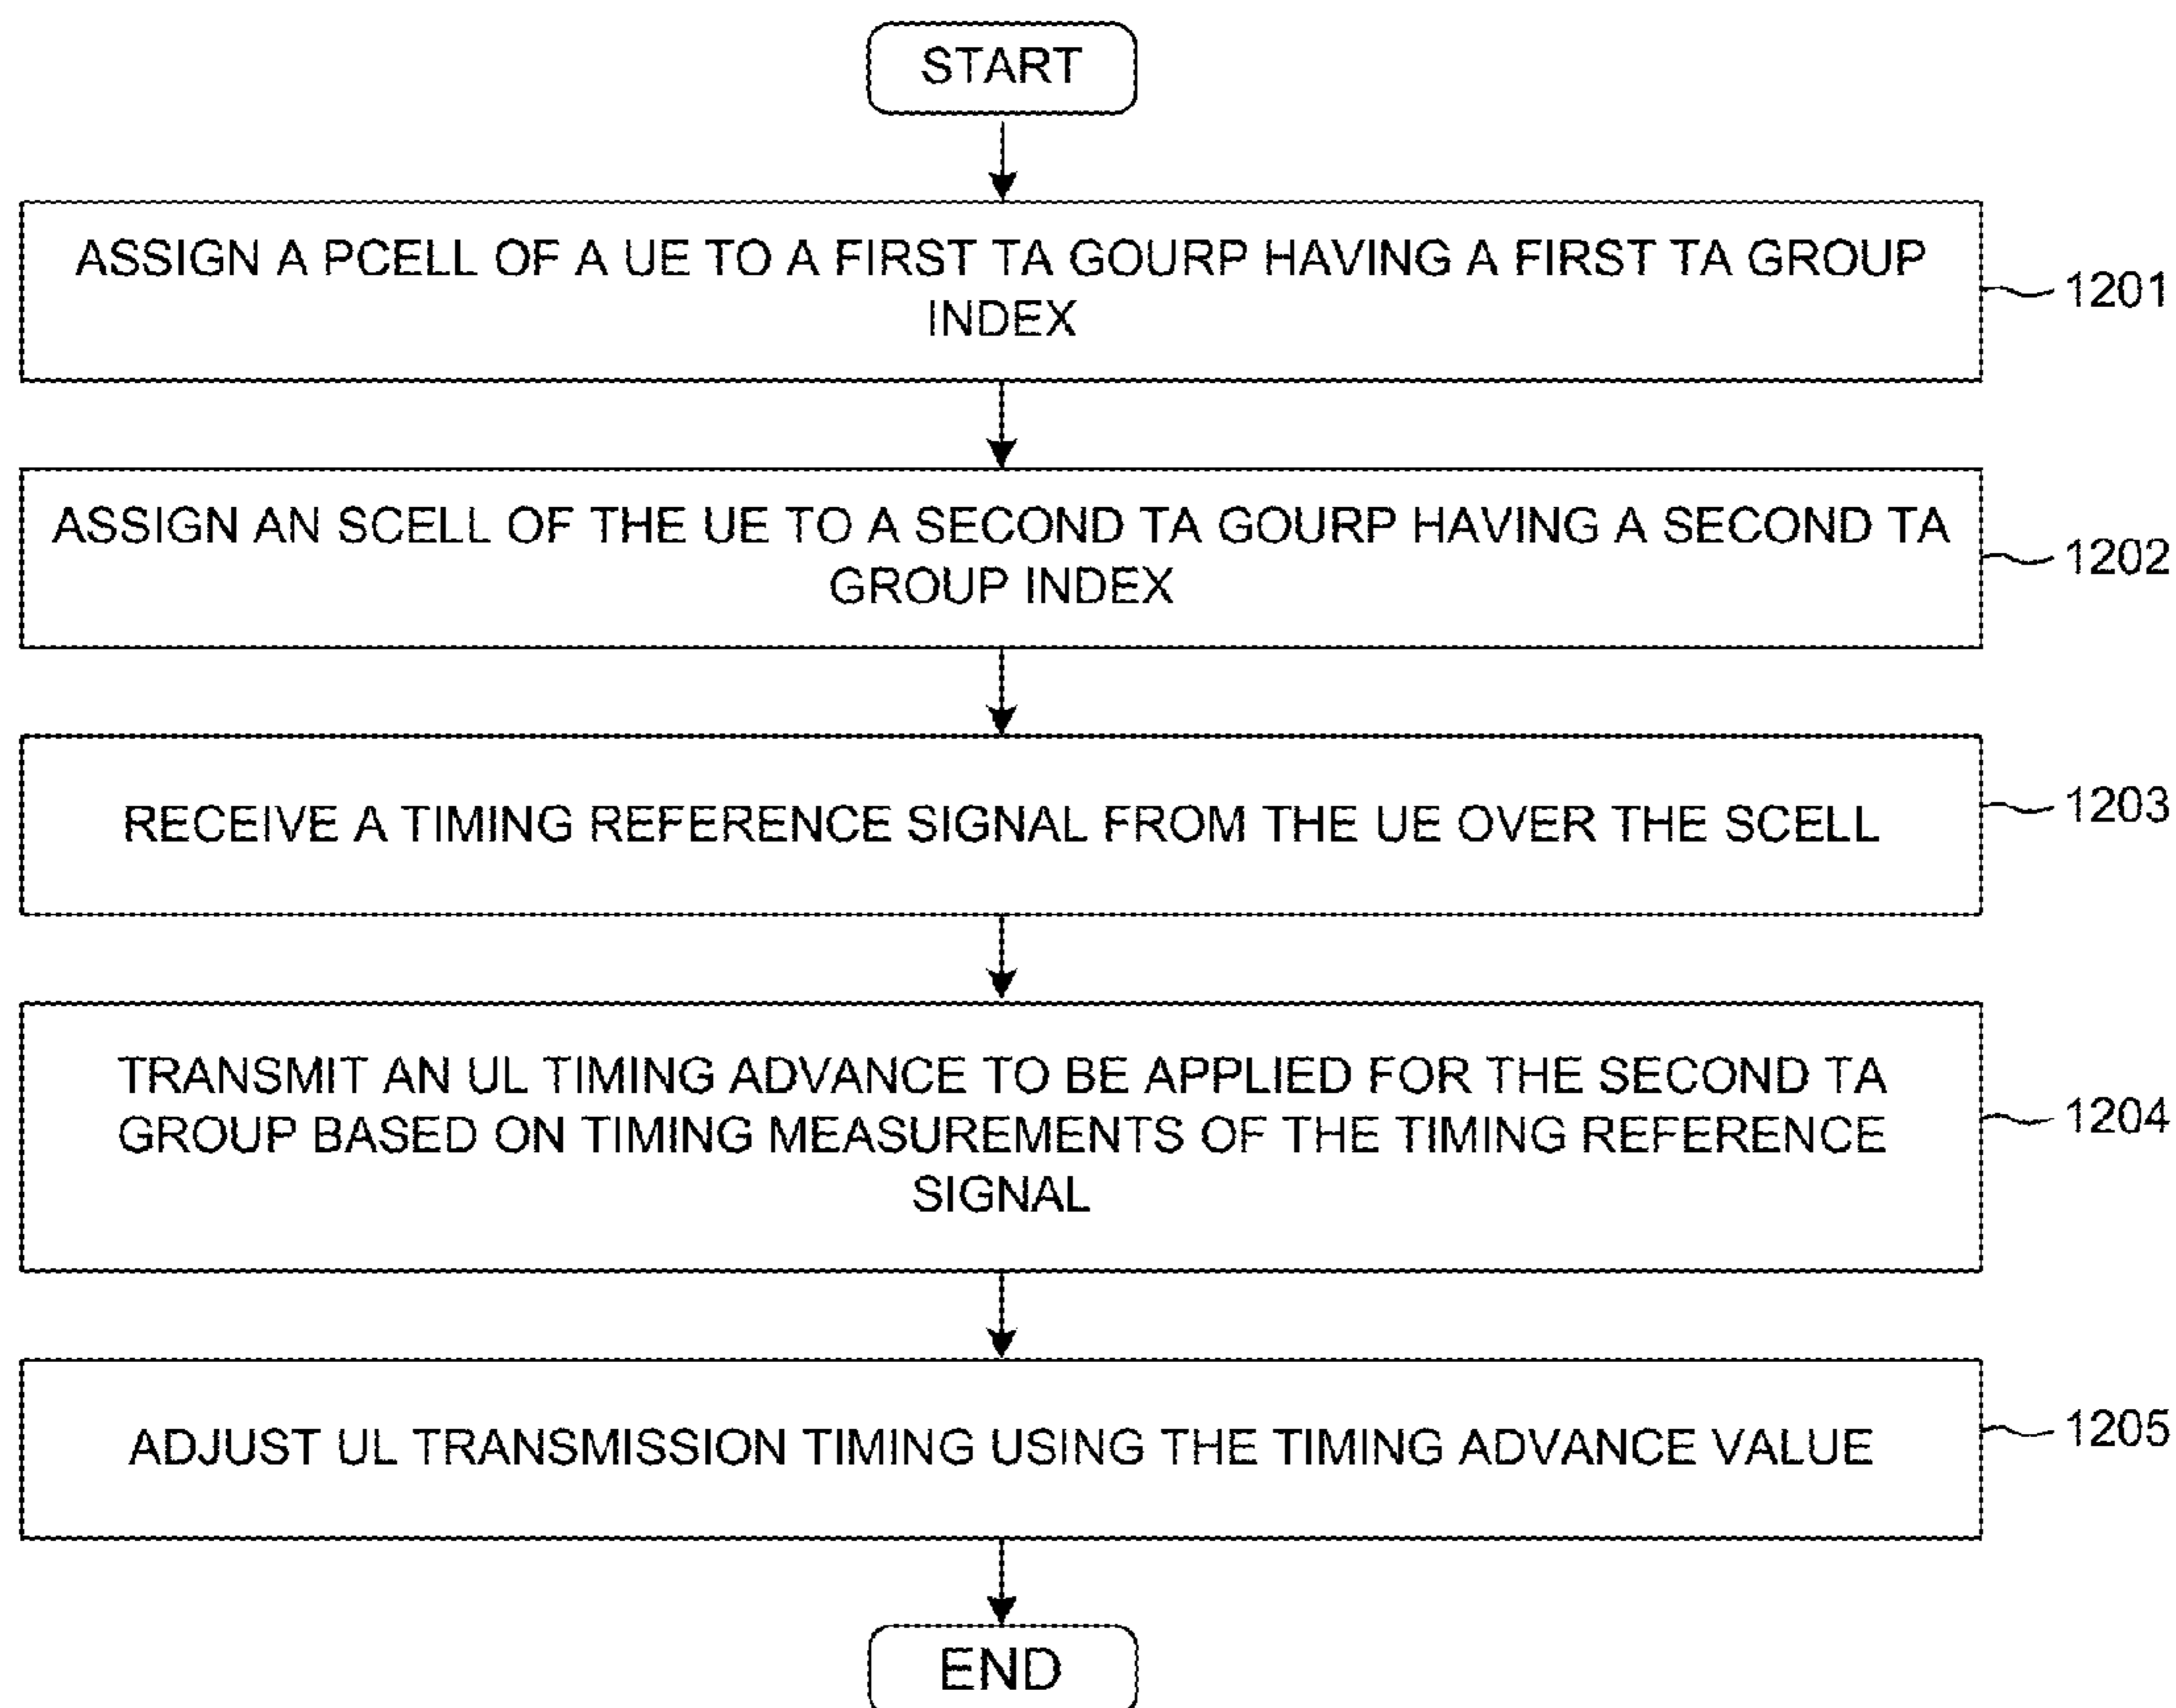 START
ASSIGN A PCELL OF A UE TO A FIRST TA GOURP HAVING A FIRST TA GROUP
INDEX
1201
ASSIGN AN SCELL OF THE UE TO A SECOND TA GOURP HAVING A SECOND TA
GROUP INDEX
1202
RECEIVE A TIMING REFERENCE SIGNAL FROM THE UE OVER THE SCELL
1203
TRANSMIT AN UL TIMING ADVANCE TO BE APPLIED FOR THE SECOND TA
GROUP BASED ON TIMING MEASUREMENTS OF THE TIMING REFERENCE
SIGNAL
1204
ADJUST UL TRANSMISSION TIMING USING THE TIMING ADVANCE VALUE
1205
END